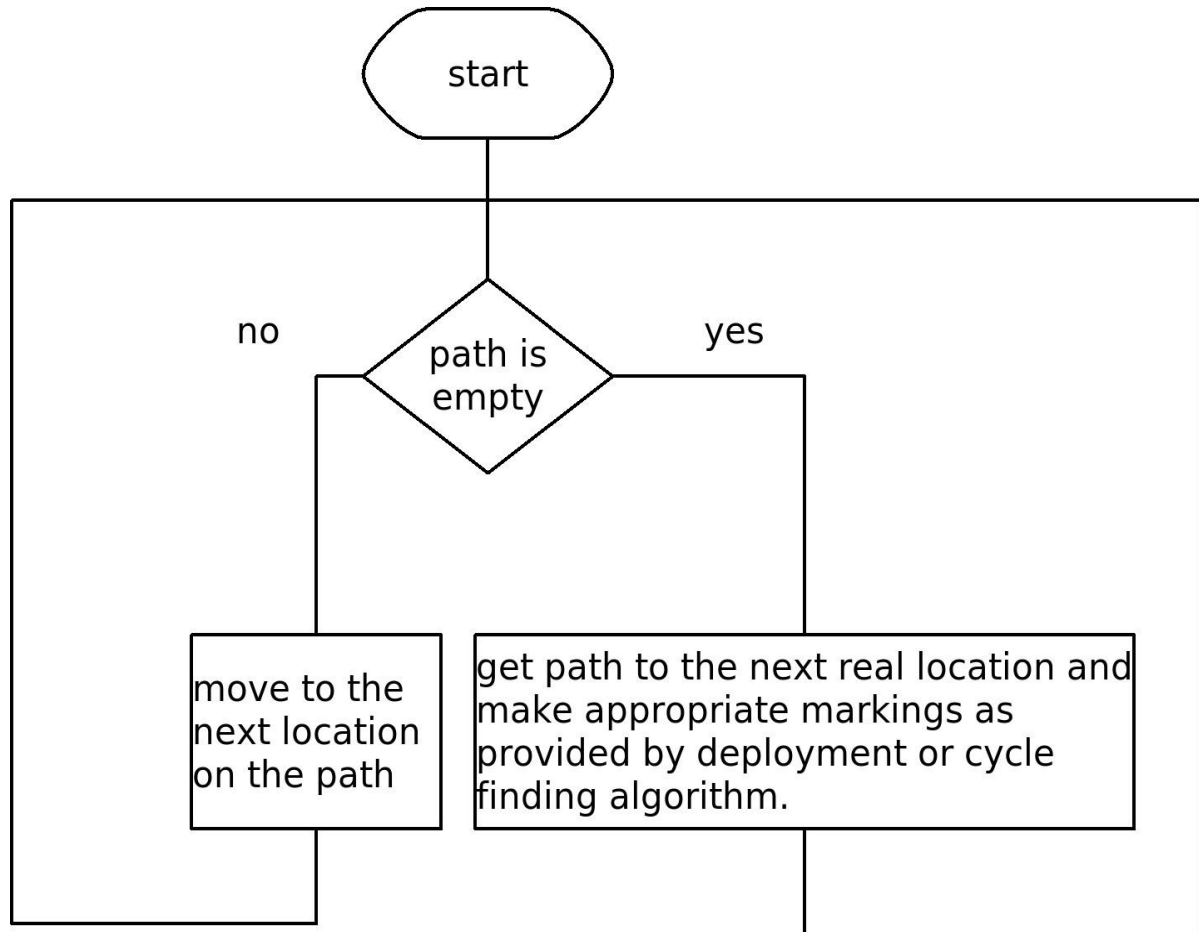 start
no
yes
path is
empty
move to the
next location
on the path
get path to the next real location and
make appropriate markings as
provided by deployment or cycle
finding algorithm.